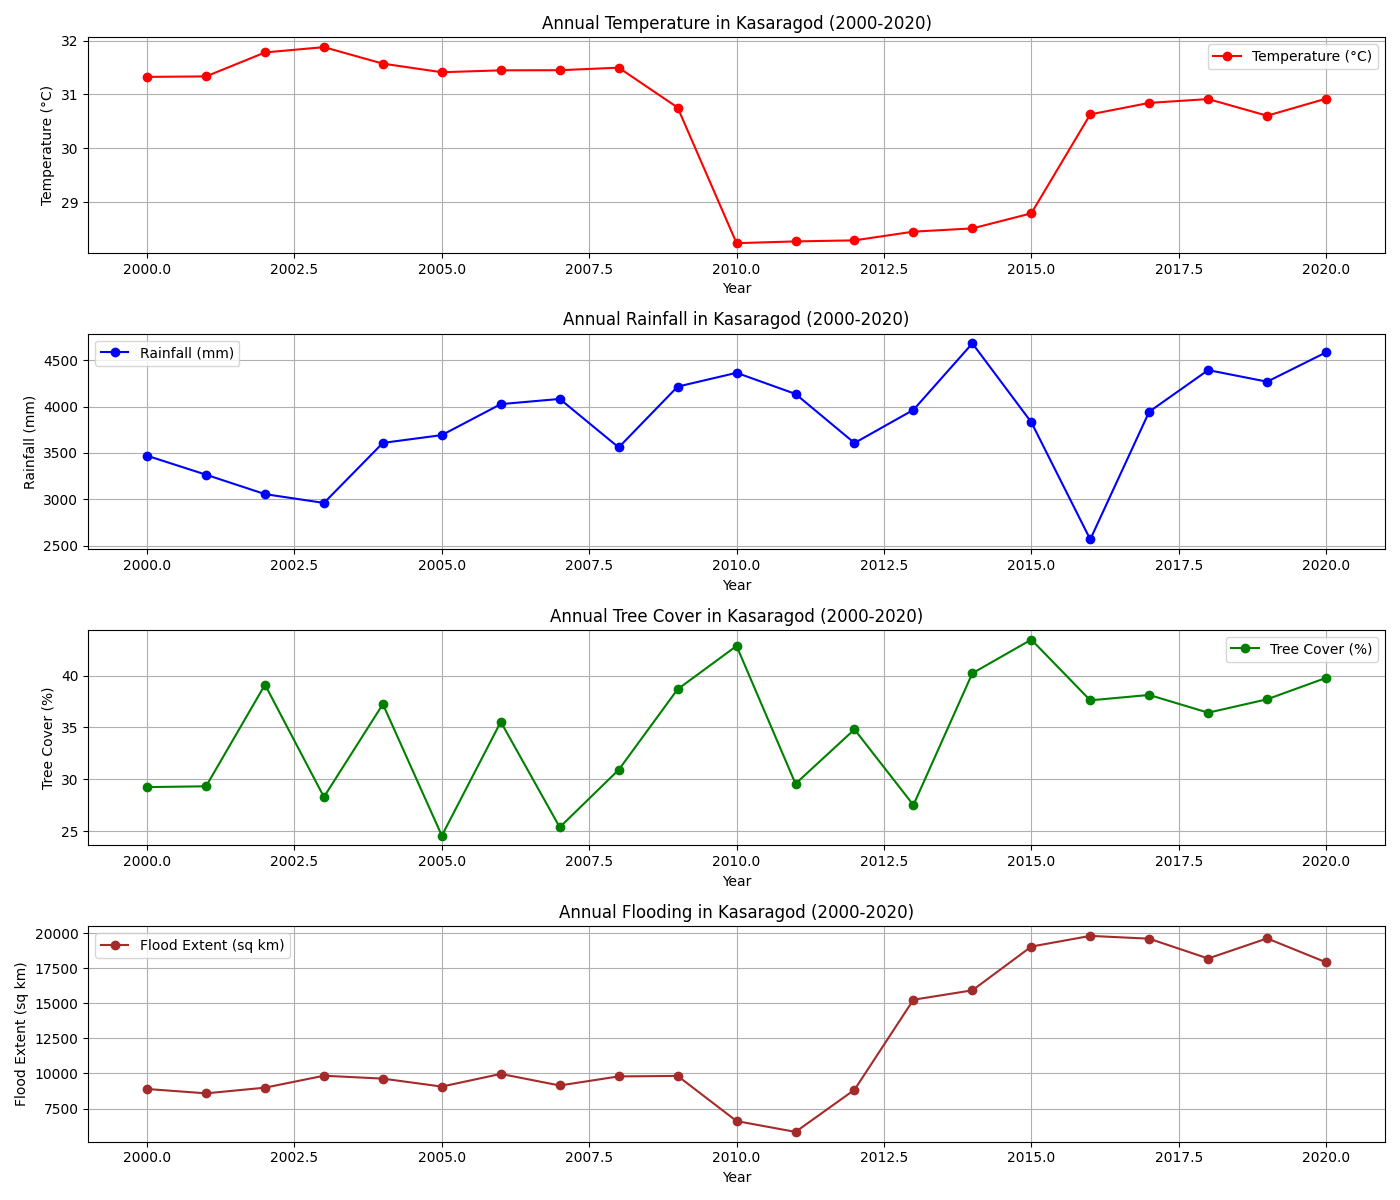 Annual Temperature in Kasaragod (2000-2020)
32
31
30
29
Temperature (°C)
Temperature (°C)
2000.0 2002.5 2005.0 2007.5 2010.0 2012.5 2015.0 2017.5 2020.0
Year
Annual Rainfall in Kasaragod (2000-2020)
4500
4000
3500
3000
2500
Rainfall (mm)
Rainfall (mm)
2000.0 2002.5 2005.0 2007.5 2010.0 2012.5 2015.0 2017.5 2020.0
Year
Annual Tree Cover in Kasaragod (2000-2020)
40
35
30
25
Tree Cover (%)
Tree Cover (%)
2000.0 2002.5 2005.0 2007.5 2010.0 2012.5 2015.0 2017.5 2020.0
Year
Annual Flooding in Kasaragod (2000-2020)
20000
17500
15000
12500
10000
7500
Flood Extent (sq km)
Flood Extent (sq km)
2000.0 2002.5 2005.0 2007.5 2010.0 2012.5 2015.0 2017.5 2020.0
Year